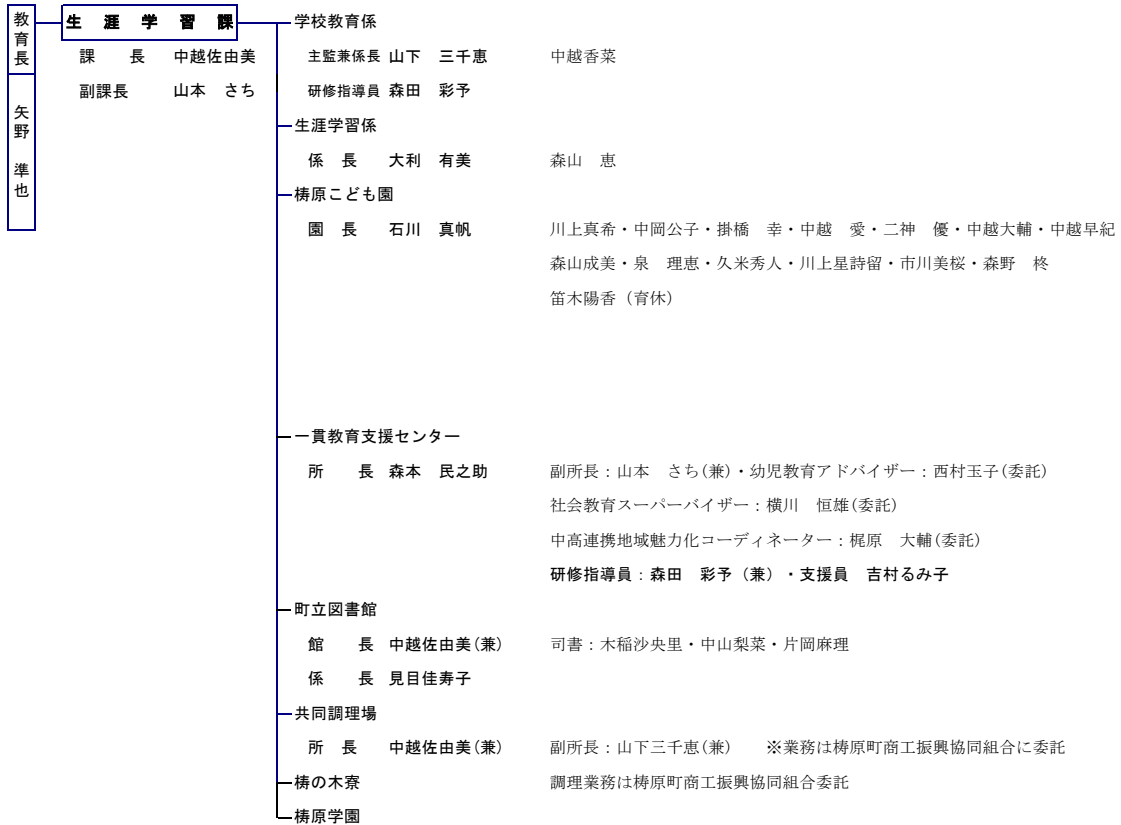 教育長　矢野　準也
生涯学習課
課　長　中越佐由美
副課長　山本　さち
学校教育係
主監兼係長 山下　三千恵　中越香菜
研修指導員 森田　彩予
生涯学習係
係　長　大利　有美　森山　恵
梼原こども園
園　長　石川　真帆　川上真希・中岡公子・掛橋　幸・中越　愛・二神　優・中越大輔・中越早紀
森山成美・泉　理恵・久米秀人・川上星詩留・市川美桜・森野　柊
笛木陽香（育休）
一貫教育支援センター
所　長 森本　民之助　副所長：山本　さち(兼)・幼児教育アドバイザー：西村玉子(委託)
社会教育スーパーバイザー：横川　恒雄(委託)
中高連携地域魅力化コーディネーター：梶原　大輔(委託)
研修指導員：森田　彩予（兼）・支援員　吉村るみ子
町立図書館
館　長 中越佐由美(兼)　司書：木稲沙央里・中山梨菜・片岡麻理
係　長 見目佳寿子
共同調理場
所　長　中越佐由美(兼)　副所長：山下三千恵(兼)　※業務は梼原町商工振興協同組合に委託
梼の木寮　調理業務は梼原町商工振興協同組合委託
梼原学園